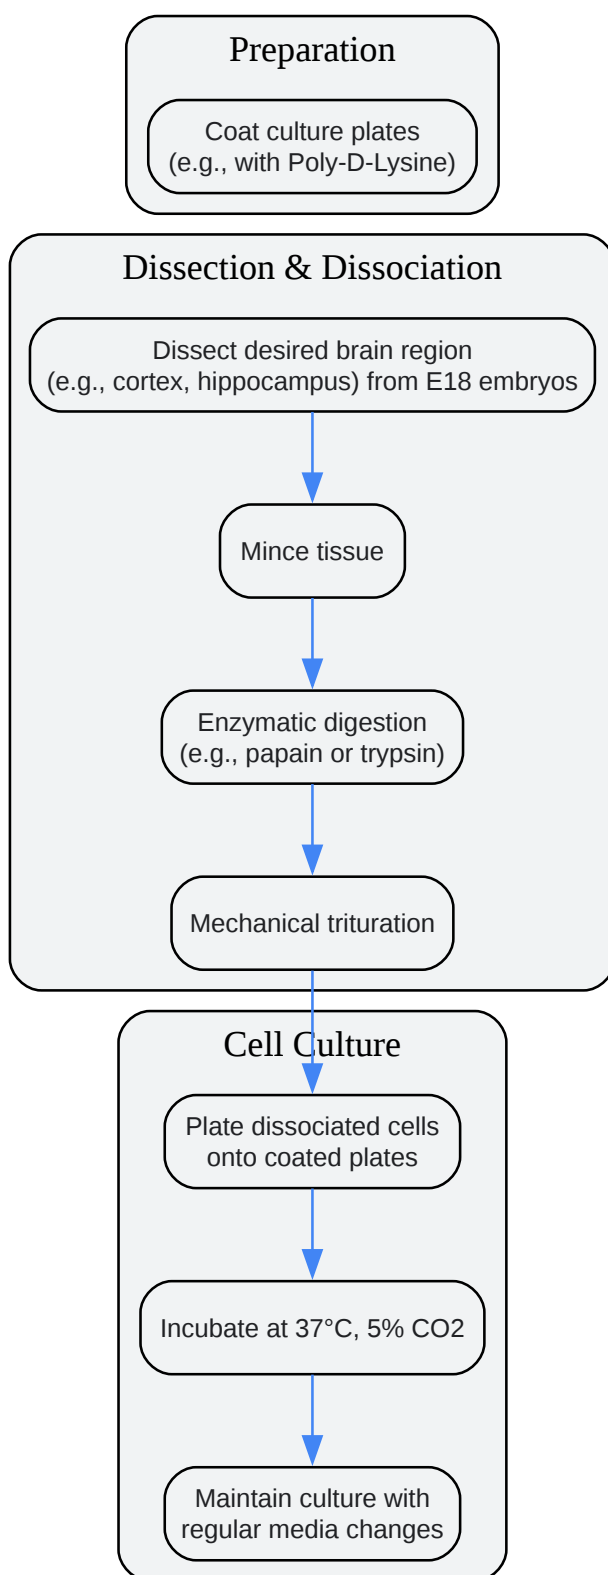 Preparation
Coat culture plates
(e.g., with Poly-D-Lysine)
Dissection & Dissociation
Dissect desired brain region
(e.g., cortex, hippocampus) from E18 embryos
Mince tissue
Enzymatic digestion
(e.g., papain or trypsin)
Mechanical trituration
Cell Culture
Plate dissociated cells
onto coated plates
Incubate at 37°C, 5% CO2
Maintain culture with
regular media changes